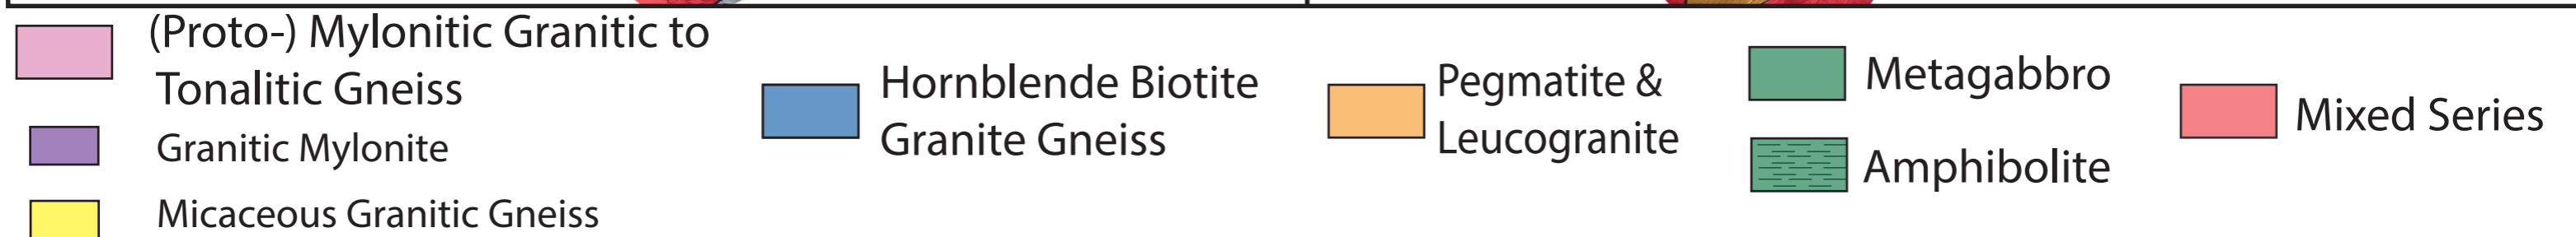 (Proto-) Mylonitic Granitic to
Tonalitic Gneiss
Granitic Mylonite
Micaceous Granitic Gneiss
Hornblende Biotite
Granite Gneiss
Pegmatite &
Leucogranite
Metagabbro
Amphibolite
Mixed Series